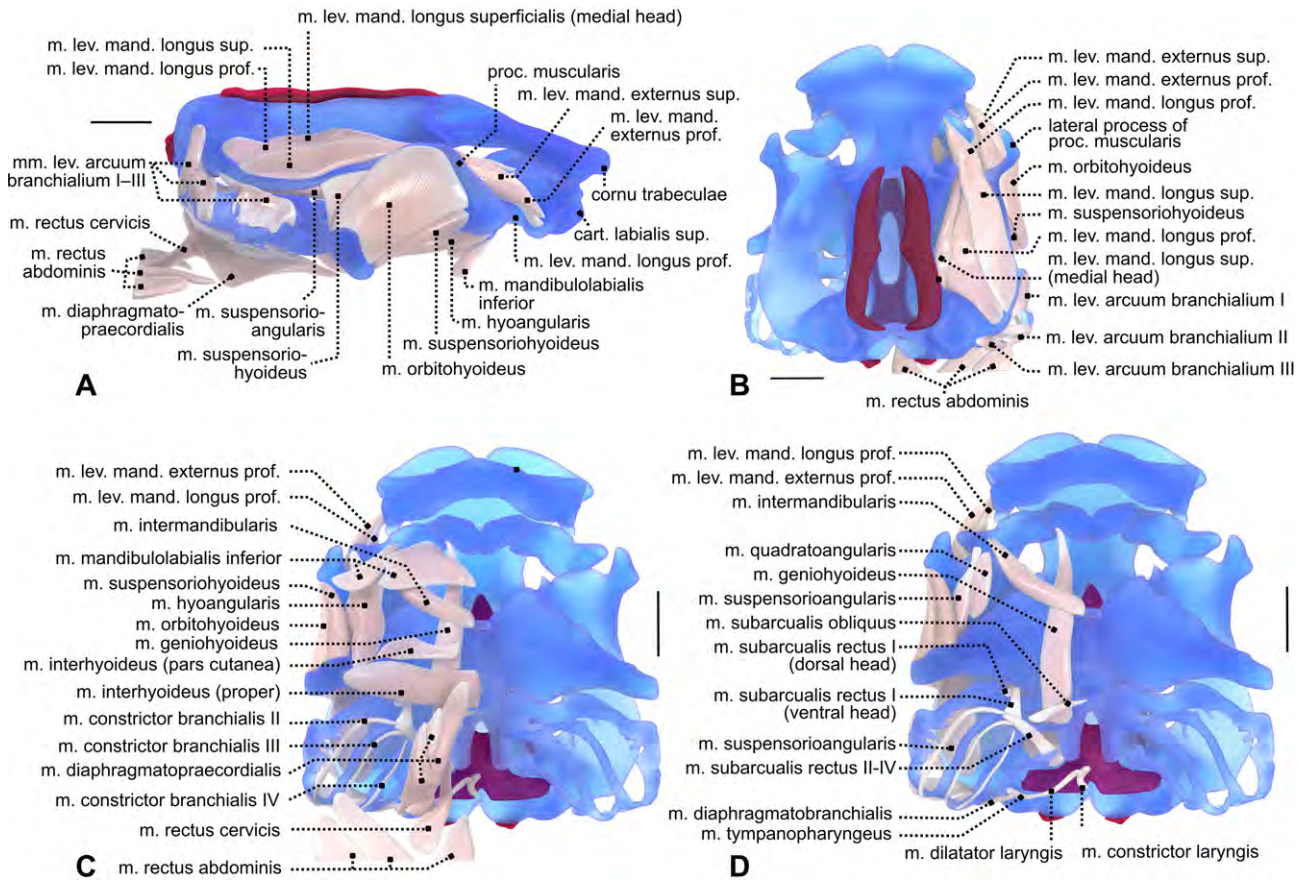 m. lev. mand. longus superficialis (medial head)
m. lev. mand. longus sup.
m. lev. mand. longus prof.
proc. muscularis
m. lev. mand. externus sup.
m. lev. mand.
externus prof.
mm. lev. arcuum
branchialium I–III
m. rectus cervicis
m. rectus
abdominis
cornu trabeculae
cart. labialis sup.
m. lev. mand. longus prof.
m. mandibulolabialis
inferior
m. diaphragmato-
praecordialis
m. suspensorio-
angularis
m. hyoangularis
m. suspensoriohyoideus
m. suspensorio-
hyoideus
m. orbitohyoideus
A
m. lev. mand. externus sup.
m. lev. mand. externus prof.
m. lev. mand. longus prof.
lateral process of
proc. muscularis
m. orbitohyoideus
m. lev. mand. longus sup.
m. suspensoriohyoideus
m. lev. mand. longus prof.
m. lev. mand. longus sup.
(medial head)
m. lev. arcuum branchialium I
m. lev. arcuum branchialium II
m. lev. arcuum branchialium III
m. rectus abdominis
B
m. lev. mand. externus prof.
m. lev. mand. longus prof.
m. intermandibularis
m. mandibulolabialis inferior
m. suspensoriohyoideus
m. hyoangularis
m. orbitohyoideus
m. geniohyoideus
m. interhyoideus (pars cutanea)
m. interhyoideus (proper)
m. constrictor branchialis II
m. constrictor branchialis III
m. diaphragmatopraecordialis
m. constrictor branchialis IV
m. rectus cervicis
m. rectus abdominis
C
m. lev. mand. longus prof.
m. lev. mand. externus prof.
m. intermandibularis
m. quadratoangularis
m. geniohyoideus
m. suspensorioangularis
m. subarcualis obliquus
m. subarcualis rectus I
(dorsal head)
m. subarcualis rectus I
(ventral head)
m. suspensorioangularis
m. subarcualis rectus II-IV
m. diaphragmatobranchialis
m. tympanopharyngeus
m. dilatator laryngis
m. constrictor laryngis
D